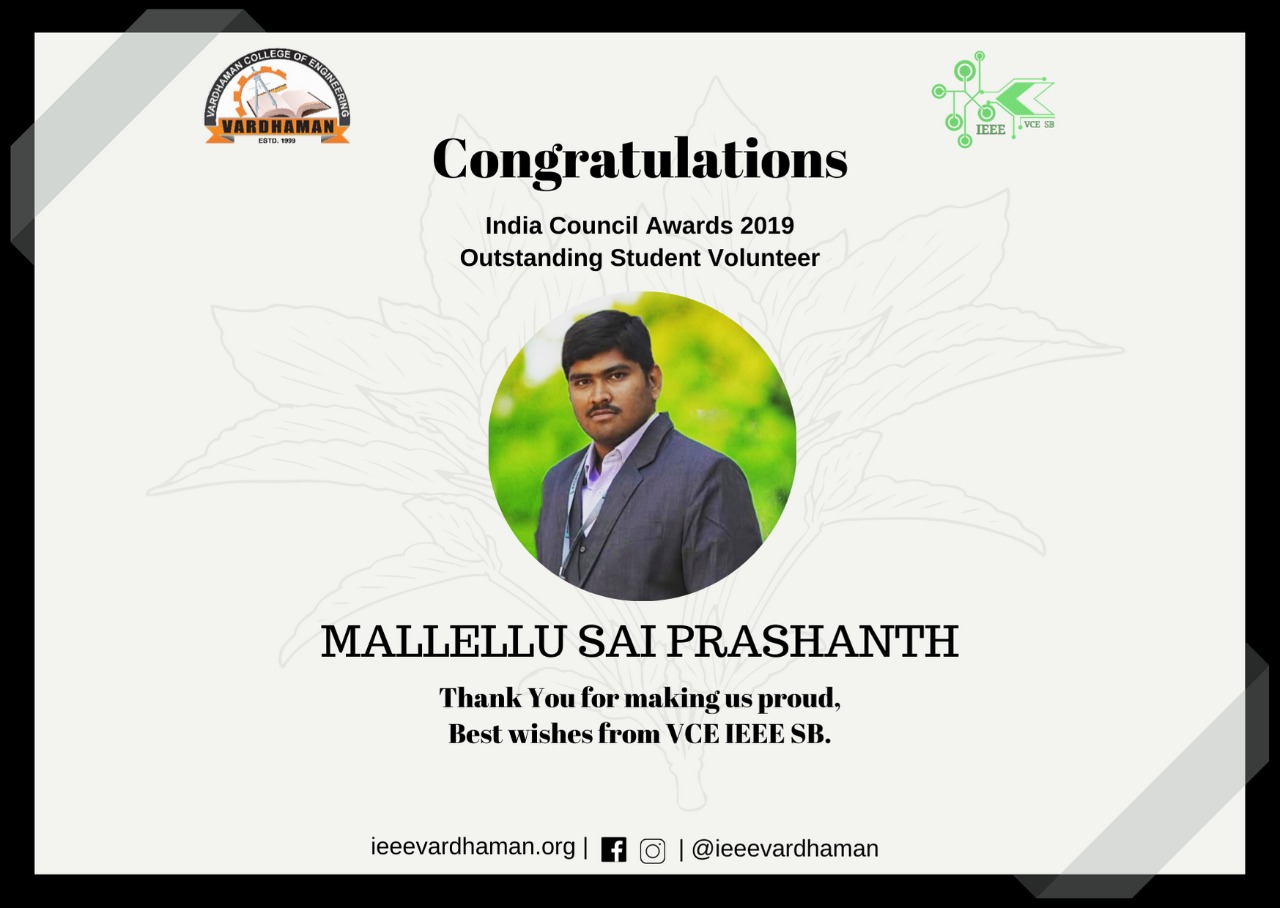 VARDHAMAN COLLEGE OF ENGINEERING
VARDHAMAN
ESTD. 1999
IEEE
VCE SB
Congratulations
India Council Awards 2019
Outstanding Student Volunteer
MALLELLU SAI PRASHANTH
Thank You for making us proud,
Best wishes from VCE IEEE SB.
ieeevardhaman.org | | @ieeevardhaman